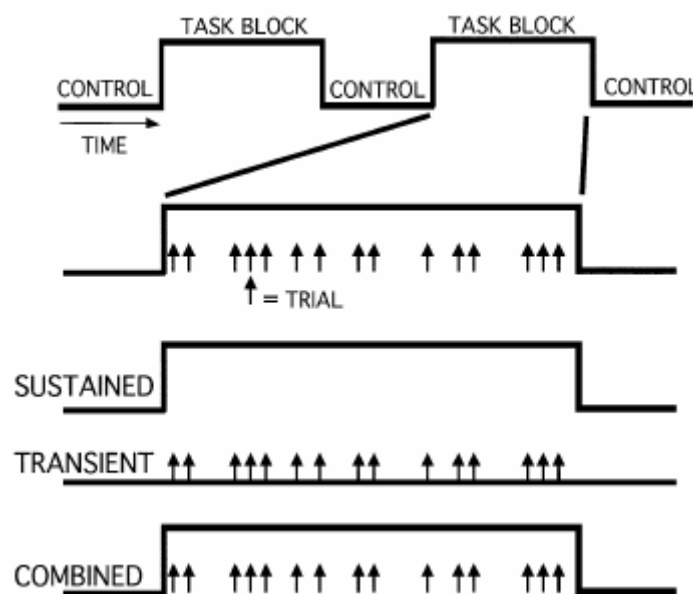 TASK BLOCK TASK BLOCK
CONTROL CONTROL CONTROL
TIME
= TRIAL
SUSTAINED
TRANSIENT
COMBINED